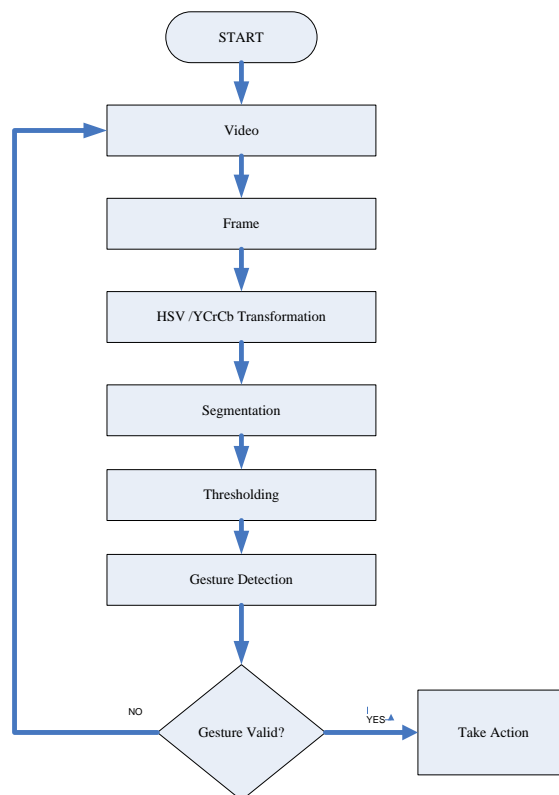 START
Video
Frame
HSV /YCrCb Transformation
Segmentation
Thresholding
Gesture Detection
NO
Gesture Valid?
YES
Take Action